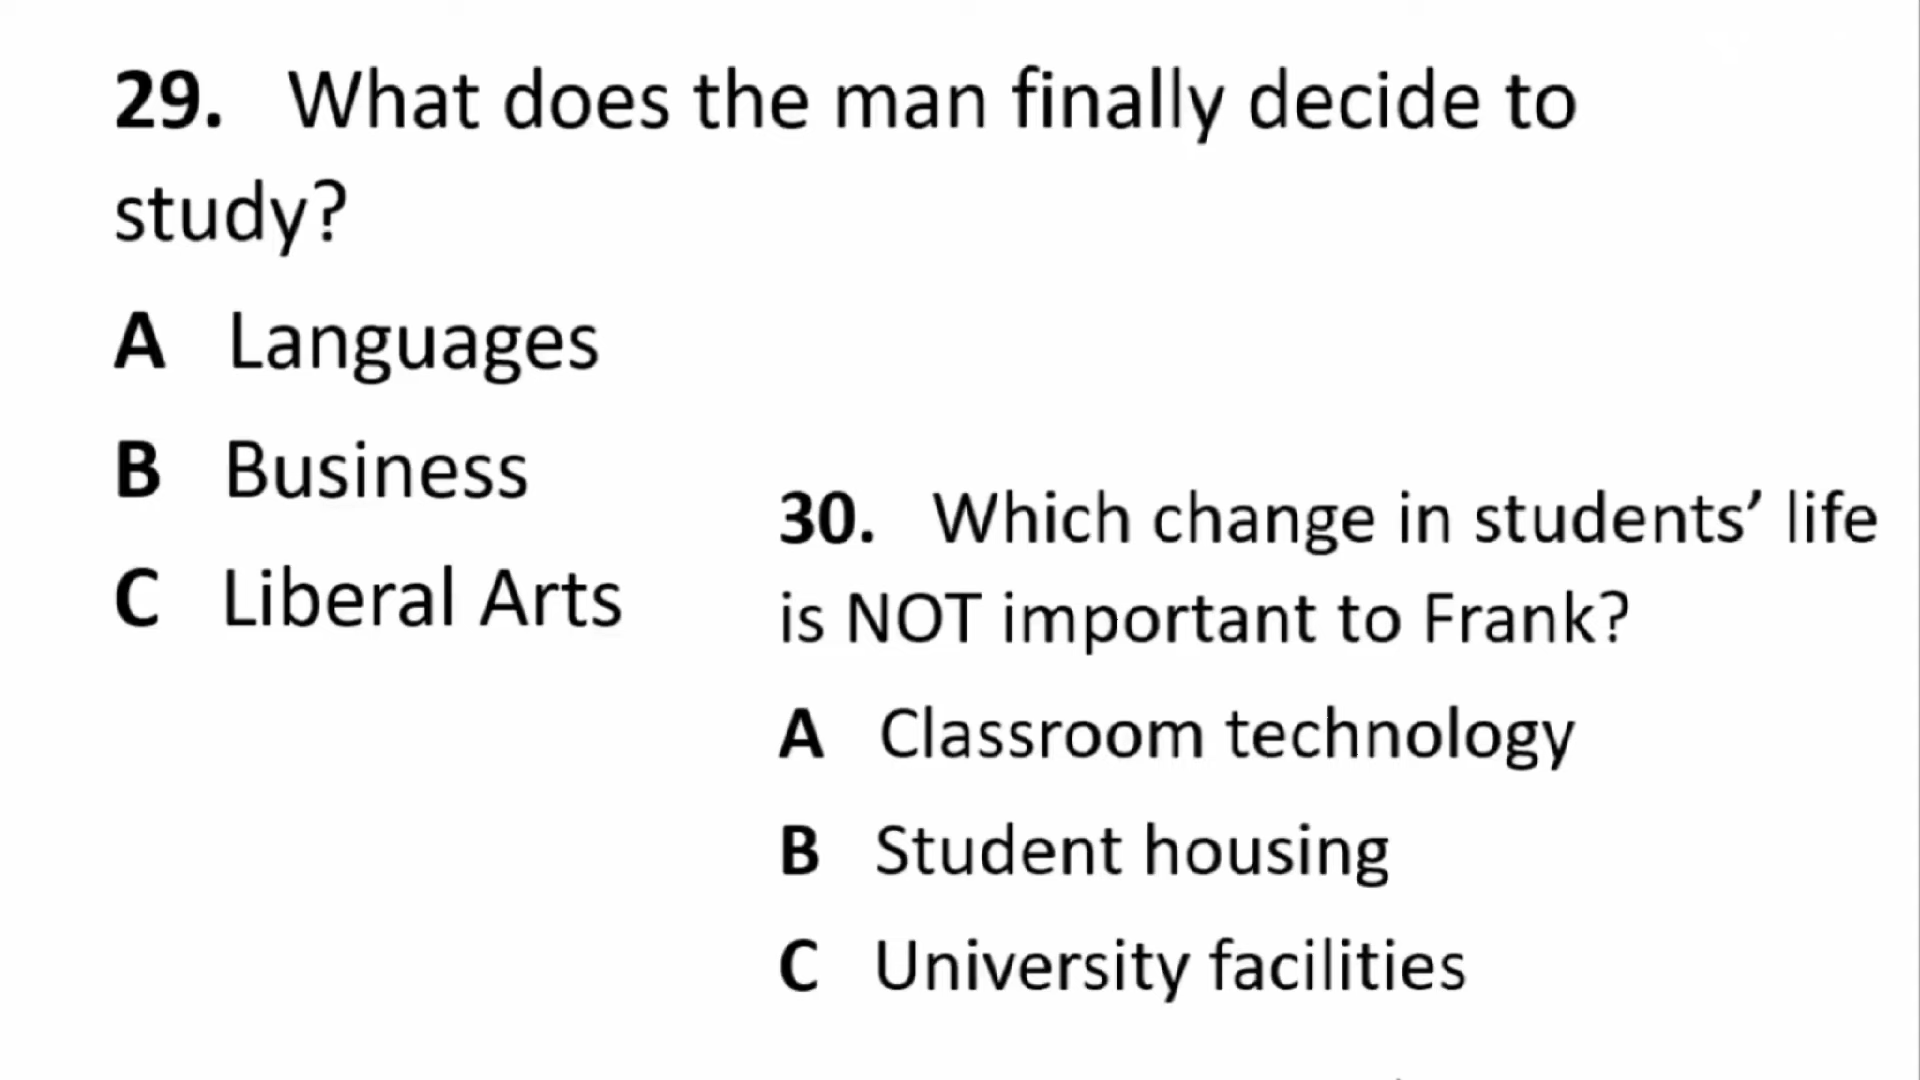 29. What does the man finally decide to
study?
A Languages
B Business
C Liberal Arts
30. Which change in students’ life
is NOT important to Frank?
A Classroom technology
B Student housing
C University facilities